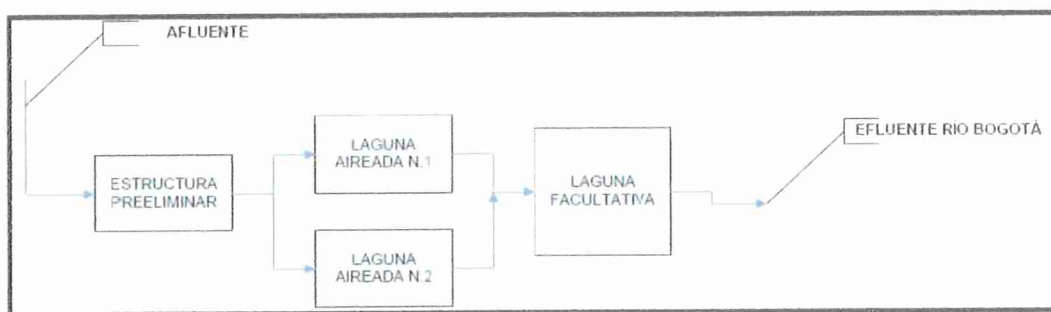 AFLUENTE
EFLUENTE RIO BOGOTÁ
ESTRUCTURA
PREELIMINAR
LAGUNA
AIREADA N.1
LAGUNA
AIREADA N.2
LAGUNA
FACULTATIVA